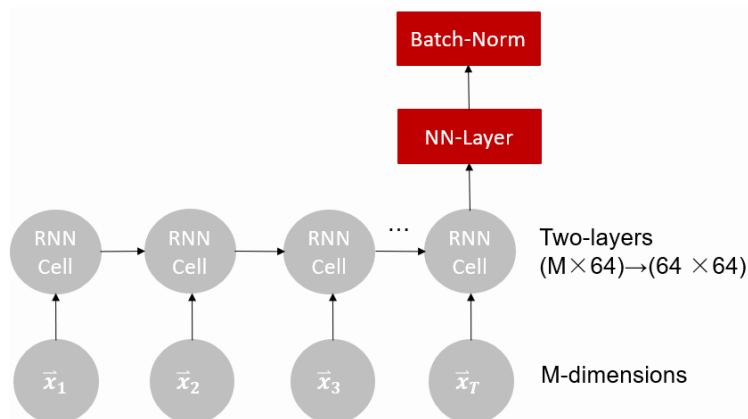 Batch-Norm
NN-Layer
RNN
Cell
RNN
Cell
RNN
Cell
...
RNN
Cell
Two-layers
(M×64)→(64 ×64)
x⃗₁
x⃗₂
x⃗₃
x⃗_T
M-dimensions